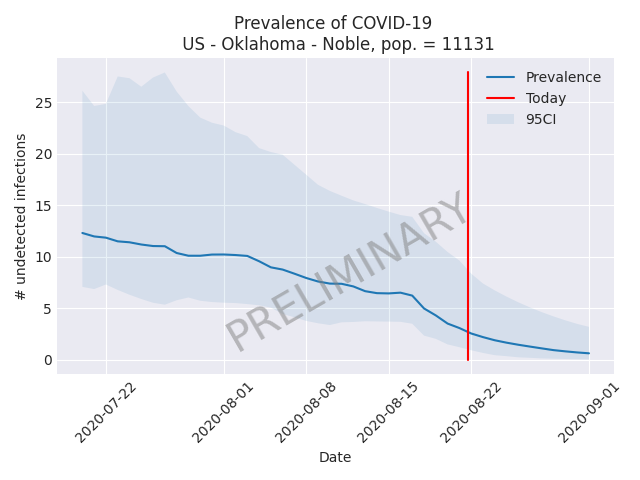 Prevalence of COVID-19
US - Oklahoma - Noble, pop. = 11131
Prevalence
Today
95CI
# undetected infections
25
20
15
10
5
0
PRELIMINARY
2020-07-22
2020-08-01
2020-08-08
2020-08-15
2020-08-22
2020-09-01
Date